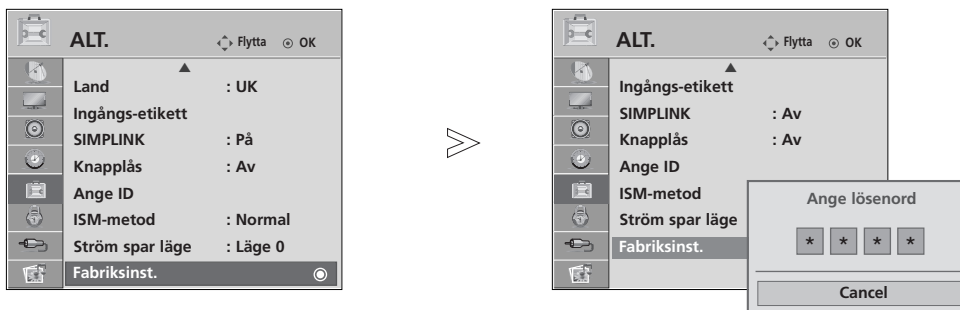 ALT. Flytta OK
Land : UK
Ingångs-etikett
SIMPLINK : På
Knapplås : Av
Ange ID
ISM-metod : Normal
Ström spar läge : Läge 0
Fabriksinst.
ALT. Flytta OK
Ingångs-etikett
SIMPLINK : Av
Knapplås : Av
Ange ID
ISM-metod
Ström spar läge
Fabriksinst.
Ange lösenord
* * * *
Cancel